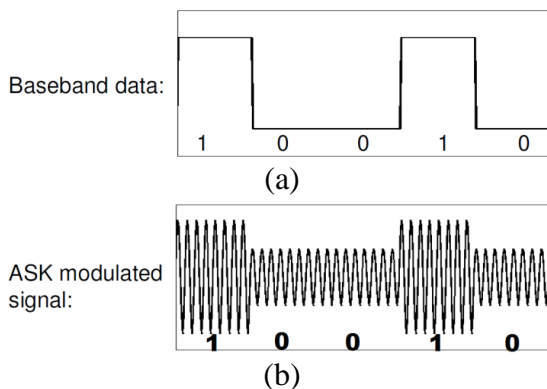 Baseband data:
1 0 0 1 0
(a)
ASK modulated
signal:
1 0 0 1 0
(b)